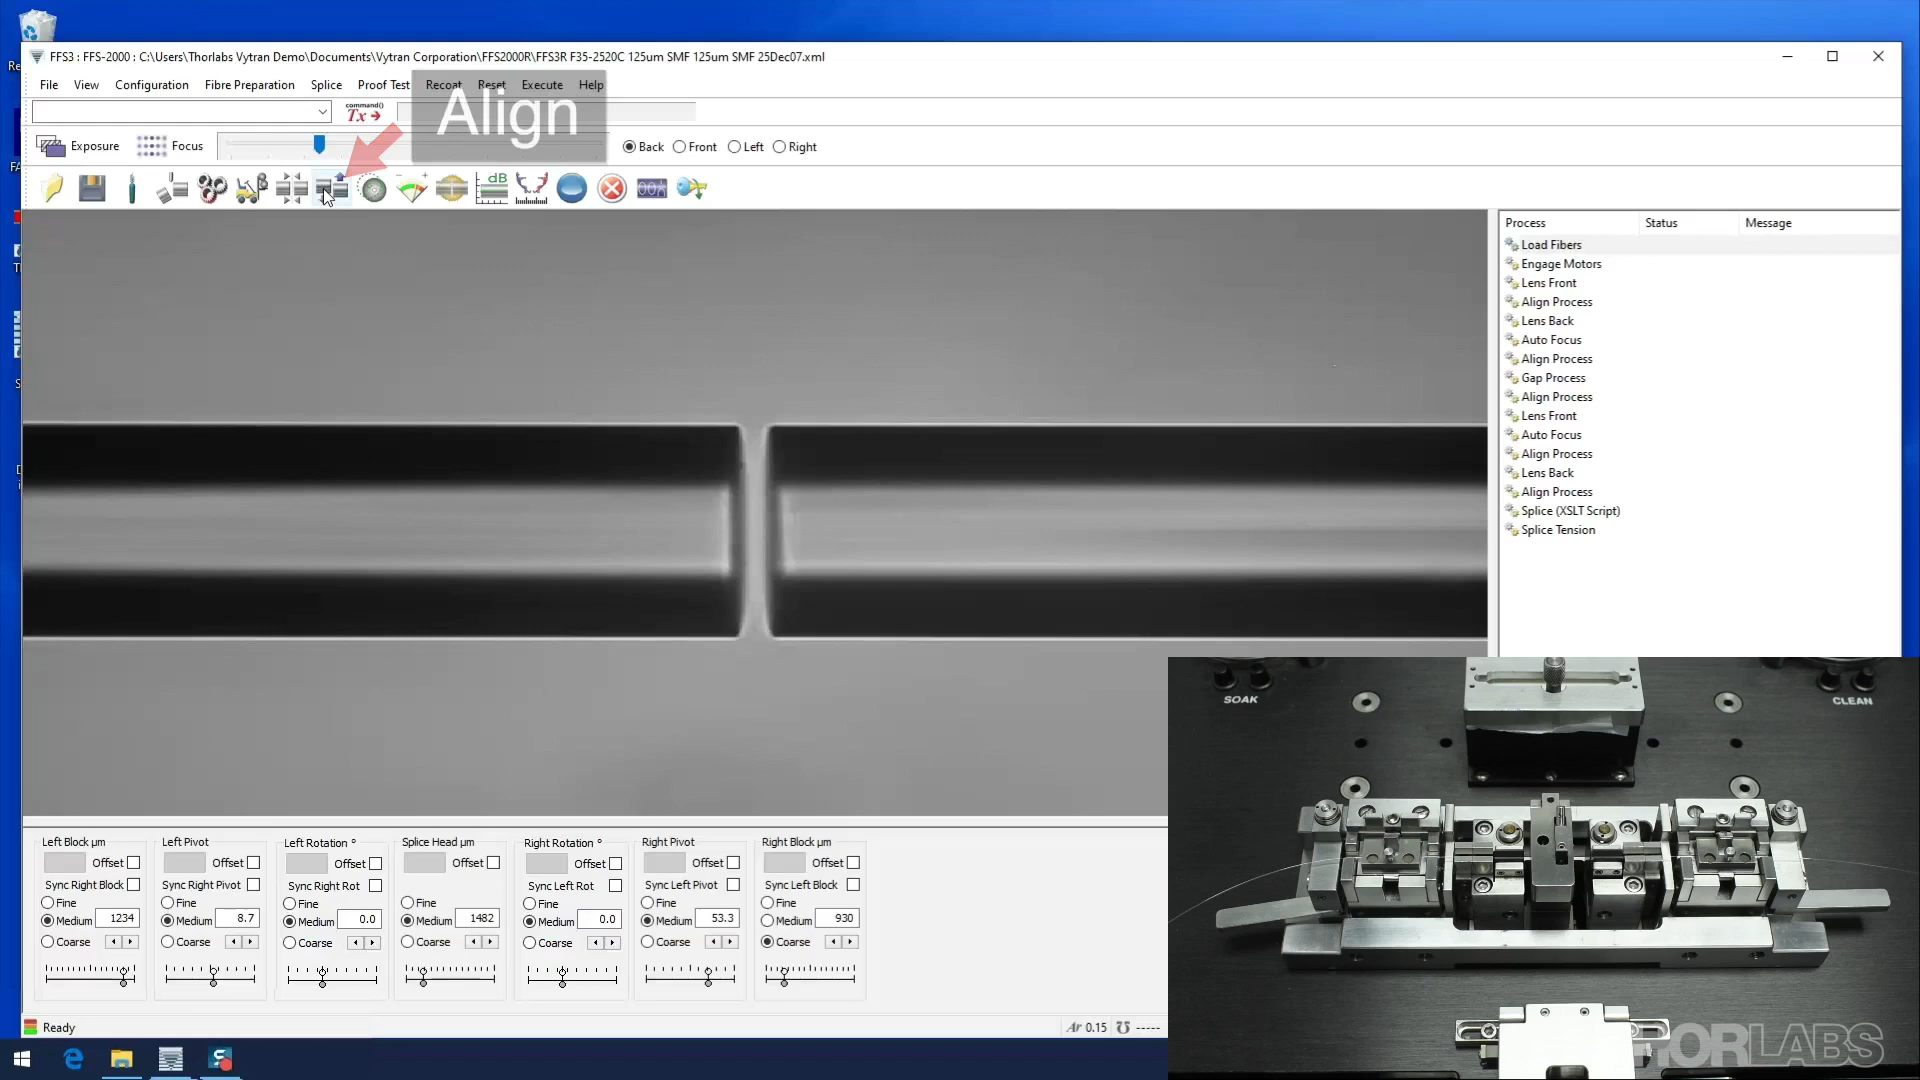 FFS3 : FFS-2000 : C:\Users\Thorlabs Vytran Demo\Documents\Vytran Corporation\FFS2000R\FFS3R F35-2520C 125um SMF 125um SMF 25Dec07.xml
File View Configuration Fibre Preparation Splice Proof Test Recoat Reset Execute Help
command()
Tx
Align
Exposure Focus Back Front Left Right
dB
Process Status Message
Load Fibers
Engage Motors
Lens Front
Align Process
Lens Back
Auto Focus
Align Process
Gap Process
Align Process
Lens Front
Auto Focus
Align Process
Lens Back
Align Process
Splice (XSLT Script)
Splice Tension
SOAK CLEAN
Left Block µm Left Pivot Left Rotation ° Splice Head µm Right Rotation ° Right Pivot Right Block µm
Offset Offset Offset Offset Offset Offset Offset
Sync Right Block Sync Right Pivot Sync Right Rot Sync Left Rot Sync Left Pivot Sync Left Block
Fine Fine Fine Fine Fine Fine Fine
Medium 1234 Medium 8.7 Medium 0.0 Medium 1482 Medium 0.0 Medium 53.3 Medium 930
Coarse Coarse Coarse Coarse Coarse Coarse Coarse
Ready Ar 0.15 -----
HORLABS